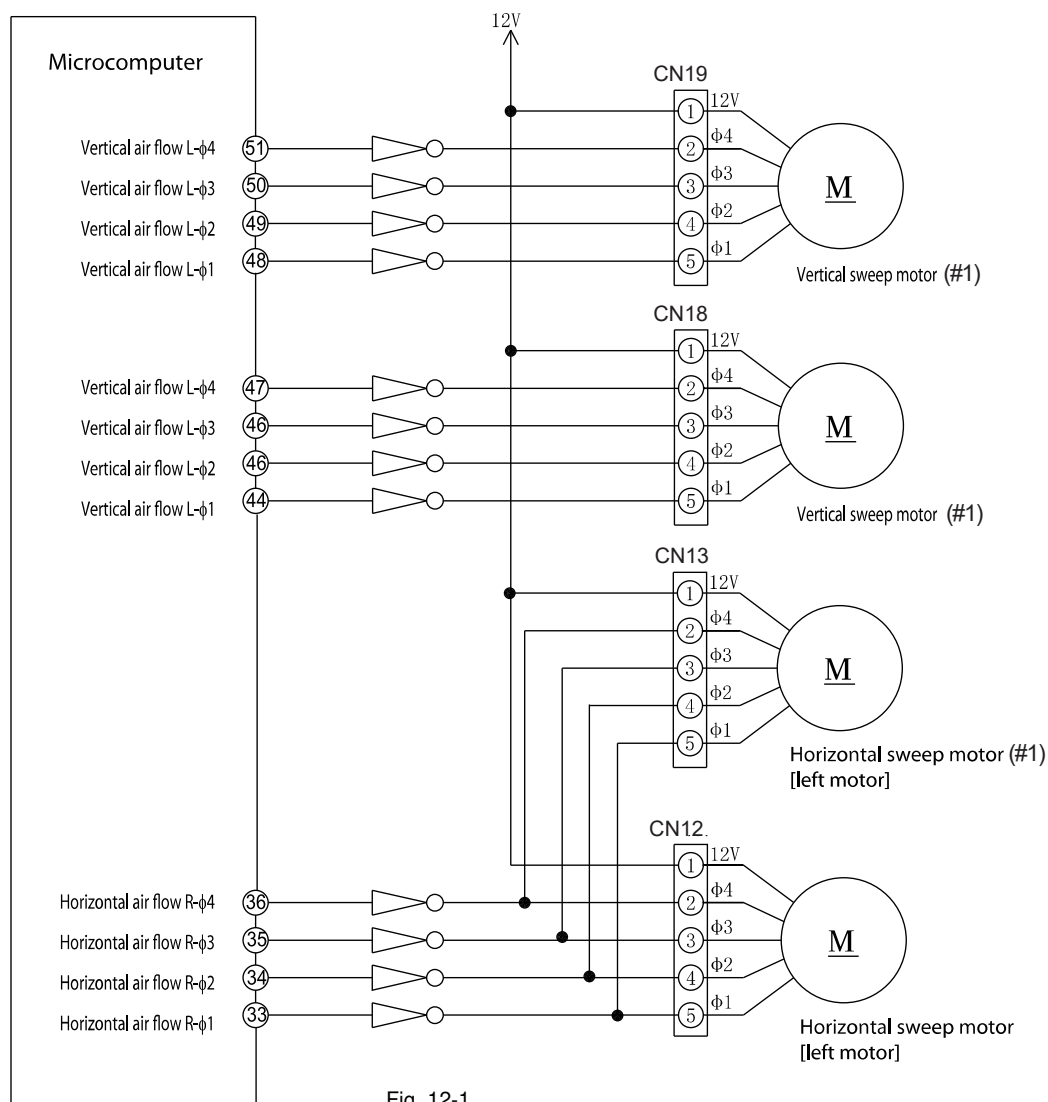 12V
Microcomputer
CN19
① 12V
Vertical air flow L-ϕ4 51 ② ϕ4
Vertical air flow L-ϕ3 50 ③ ϕ3 M
Vertical air flow L-ϕ2 49 ④ ϕ2
Vertical air flow L-ϕ1 48 ⑤ ϕ1
Vertical sweep motor (#1)
CN18
① 12V
Vertical air flow L-ϕ4 47 ② ϕ4
Vertical air flow L-ϕ3 46 ③ ϕ3 M
Vertical air flow L-ϕ2 46 ④ ϕ2
Vertical air flow L-ϕ1 44 ⑤ ϕ1
Vertical sweep motor (#1)
CN13
① 12V
② ϕ4
③ ϕ3 M
④ ϕ2
⑤ ϕ1
Horizontal sweep motor (#1)
[left motor]
CN12.
① 12V
Horizontal air flow R-ϕ4 36 ② ϕ4
Horizontal air flow R-ϕ3 35 ③ ϕ3 M
Horizontal air flow R-ϕ2 34 ④ ϕ2
Horizontal air flow R-ϕ1 33 ⑤ ϕ1
Horizontal sweep motor
[left motor]
Fig. 12-1